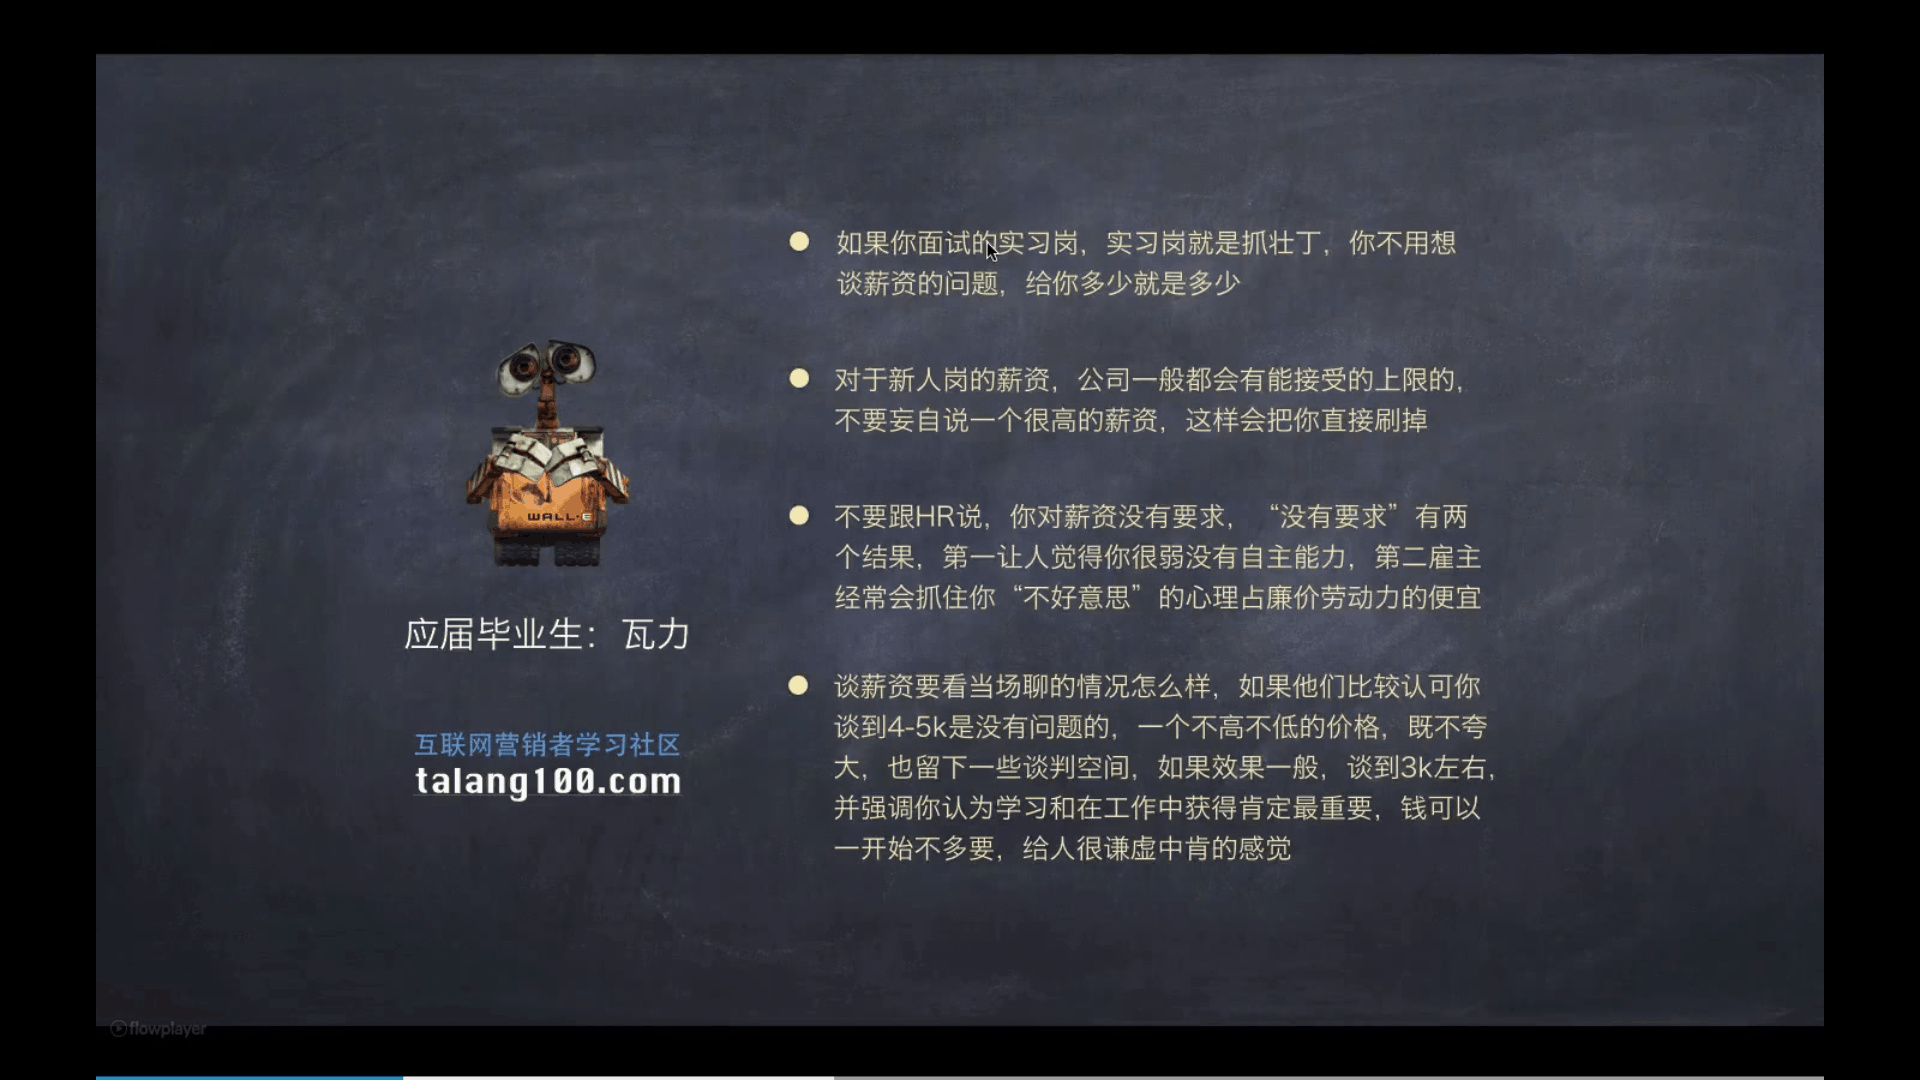 如果你面试的实习岗，实习岗就是抓壮丁，你不用想
谈薪资的问题，给你多少就是多少
对于新人岗的薪资，公司一般都会有能接受的上限的，
不要妄自说一个很高的薪资，这样会把你直接刷掉
不要跟HR说，你对薪资没有要求，“没有要求”有两
个结果，第一让人觉得你很弱没有自主能力，第二雇主
经常会抓住你“不好意思”的心理占廉价劳动力的便宜
谈薪资要看当场聊的情况怎么样，如果他们比较认可你
谈到4-5k是没有问题的，一个不高不低的价格，既不夸
大，也留下一些谈判空间，如果效果一般，谈到3k左右，
并强调你认为学习和在工作中获得肯定最重要，钱可以
一开始不多要，给人很谦虚中肯的感觉
WALL·E
应届毕业生：瓦力
互联网营销者学习社区
talang100.com
flowplayer